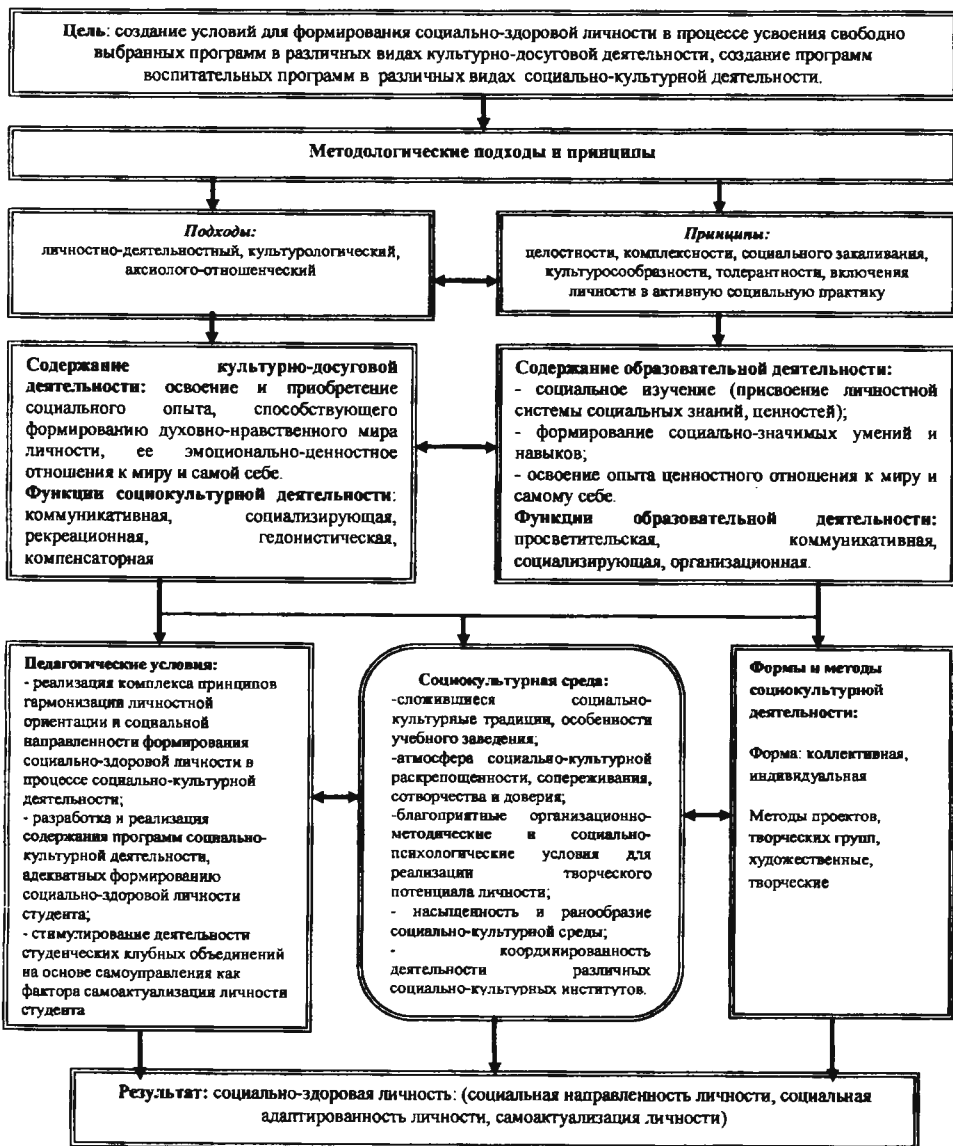 Цель: создание условий для формирования социально-здоровой личности в процессе усвоения свободно
выбранных программ в различных видах культурно-досуговой деятельности, создание программ
воспитательных программ в различных видах социально-культурной деятельности.
Методологические подходы и принципы
Подходы:
личностно-деятельностный, культурологический,
аксиолого-отношенческий
Принципы:
целостности, комплексности, социального закаливания,
культуросообразности, толерантности, включения
личности в активную социальную практику
Содержание культурно-досуговой
деятельности: освоение и приобретение
социального опыта, способствующего
формированию духовно-нравственного мира
личности, ее эмоционально-ценностное
отношения к миру и самой себе.
Функции социокультурной деятельности:
коммуникативная, социализирующая,
рекреационная, гедонистическая,
компенсаторная
Содержание образовательной деятельности:
- социальное изучение (присвоение личностной
системы социальных знаний, ценностей);
- формирование социально-значимых умений и
навыков;
- освоение опыта ценностного отношения к миру и
самому себе.
Функции образовательной деятельности:
просветительская, коммуникативная,
социализирующая, организационная.
Педагогические условия:
- реализация комплекса принципов
гармонизации личностной
ориентации и социальной
направленности формирования
социально-здоровой личности в
процессе социально-культурной
деятельности;
- разработка и реализация
содержания программ социально-
культурной деятельности,
адекватных формированию
социально-здоровой личности
студента;
- стимулирование деятельности
студенческих клубных объединений
на основе самоуправления как
фактора самоактуализации личности
студента
Социокультурная среда:
-сложившиеся социально-
культурные традиции, особенности
учебного заведения;
-атмосфера социально-культурной
раскрепощенности, сопереживания,
сотворчества и доверия;
-благоприятные организационно-
методические и социально-
психологические условия для
реализации творческого
потенциала личности;
- насыщенность и ранообразие
социально-культурной среды;
- координированность
деятельности различных
социально-культурных институтов.
Формы и методы
социокультурной
деятельности:
Форма: коллективная,
индивидуальная
Методы проектов,
творческих групп,
художественные,
творческие
Результат: социально-здоровая личность: (социальная направленность личности, социальная
адаптированность личности, самоактуализация личности)